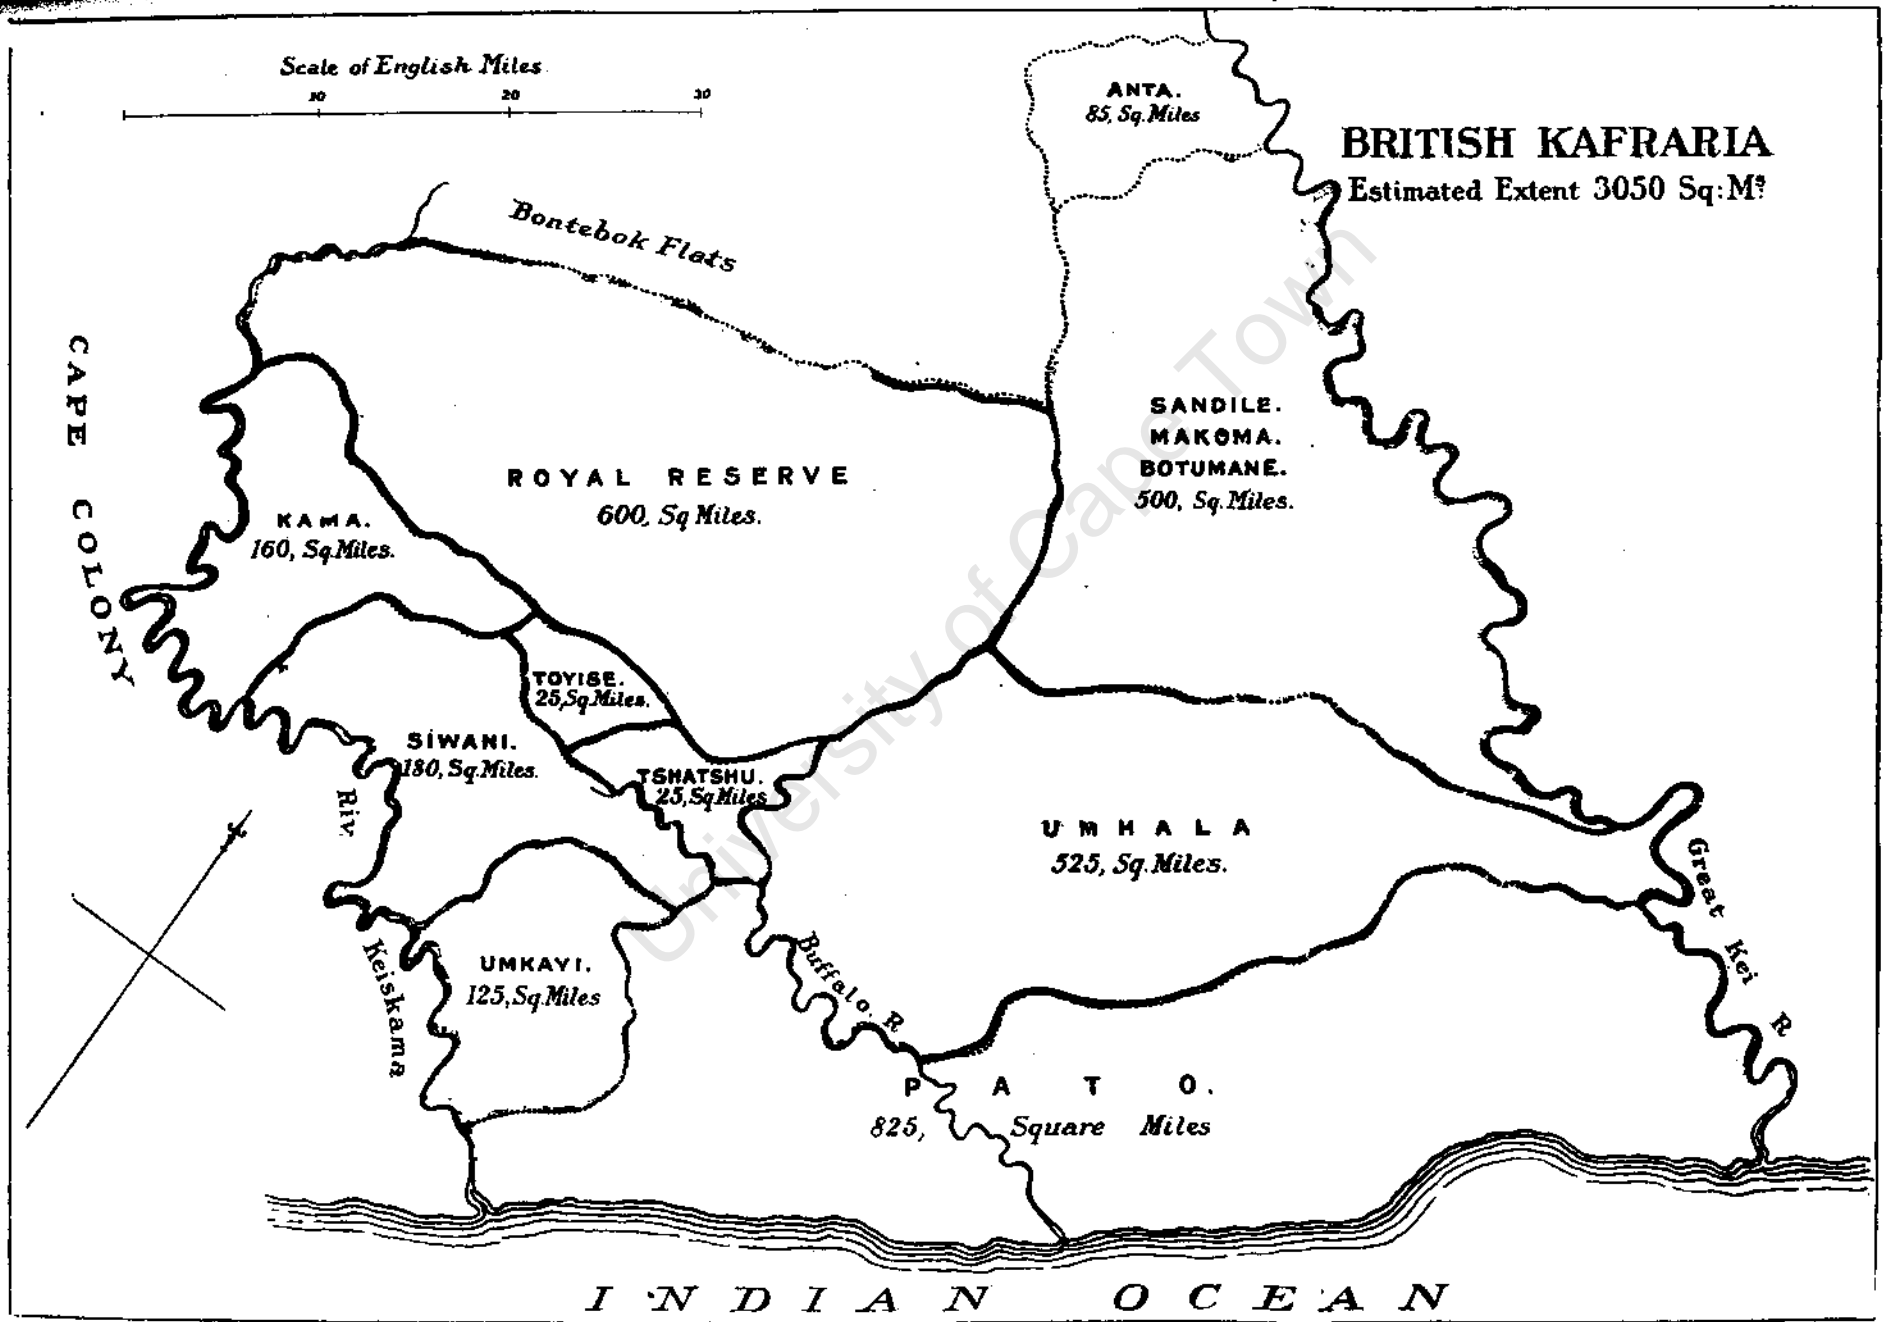 Scale of English Miles
10 20 30
ANTA.
85, Sq.Miles
BRITISH KAFRARIA
Estimated Extent 3050 Sq:Ms
Bontebok Flats
CAPE COLONY
SANDILE.
MAKOMA.
BOTUMANE.
500, Sq.Miles.
ROYAL RESERVE
600, Sq Miles.
KAMA.
160, Sq.Miles.
TOYISE.
25,Sq Miles.
SIWANI.
180, Sq.Miles.
TSHATSHU.
25,Sq Miles
UMHALA
525, Sq.Miles.
Riv. Keiskama
UMKAYI.
125,Sq.Miles
Buffalo. R
Great Kei R
PATO.
825, Square Miles
INDIAN OCEAN
University of Cape Town